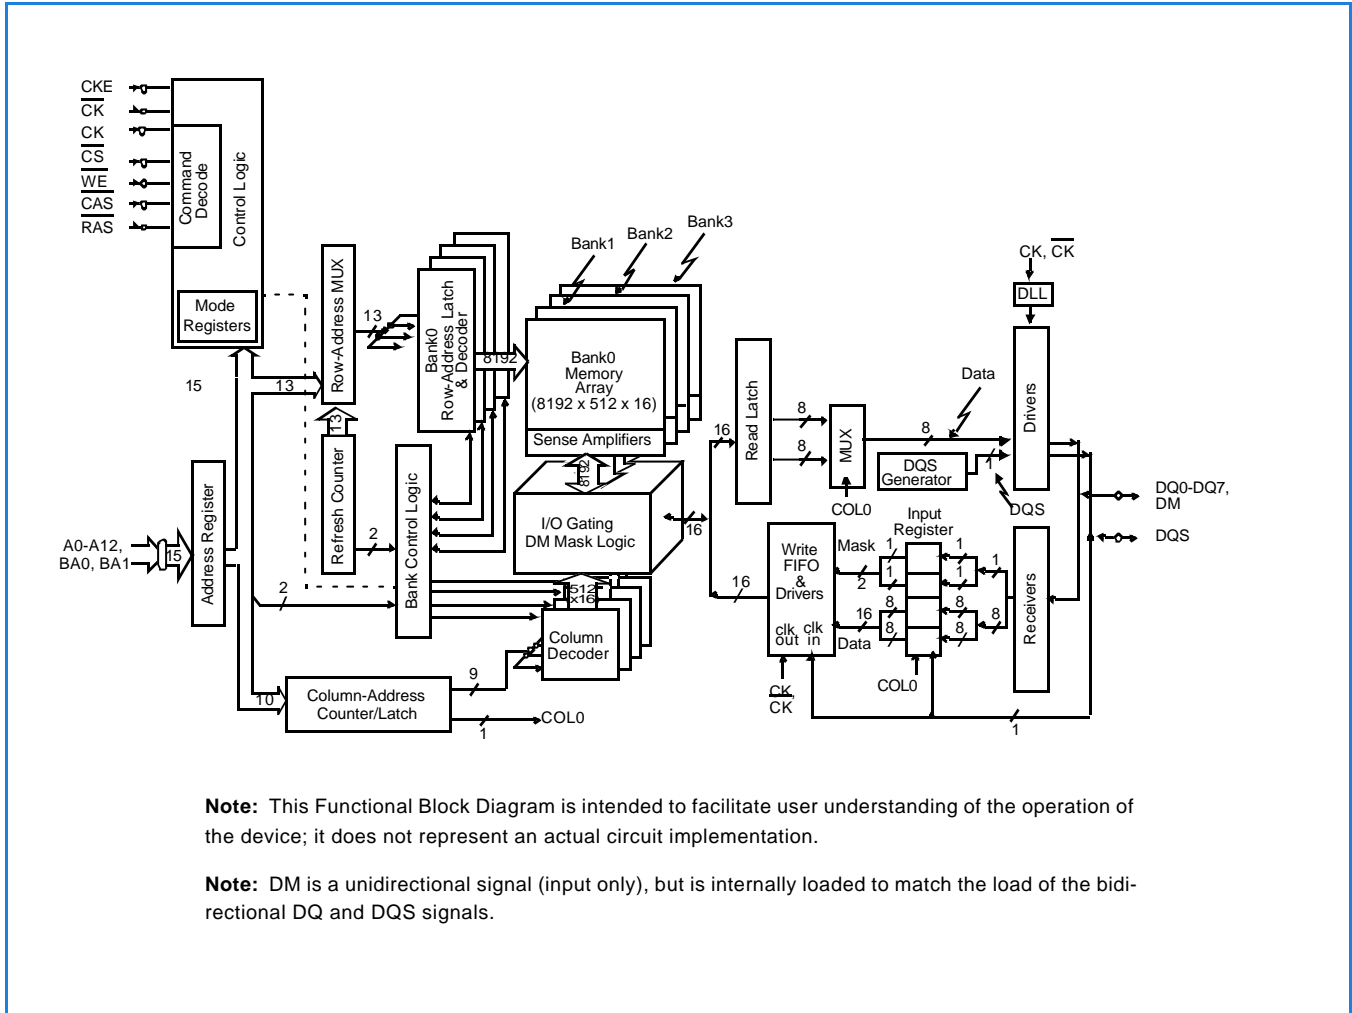 CKE
CK
CK
CS
WE
CAS
RAS
Command
Decode
Control Logic
Mode
Registers
15
13
Row-Address MUX
13
13
Refresh Counter
Bank0
Row-Address Latch
& Decoder
8192
Bank1
Bank2
Bank3
Bank0
Memory
Array
(8192 x 512 x 16)
Sense Amplifiers
8192
I/O Gating
DM Mask Logic
16
512
x16
Column
Decoder
Bank Control Logic
2
2
A0-A12,
BA0, BA1
15
Address Register
10
Column-Address
Counter/Latch
9
1
COL0
16
Read Latch
8
8
MUX
COL0
8
Data
DQS
Generator
1
DQS
CK, CK
DLL
Drivers
DQ0-DQ7,
DM
DQS
16
Write
FIFO
&
Drivers
clk
out
clk
in
CK,
CK
Mask
2
16
Data
1
1
8
8
Input
Register
COL0
1
1
8
8
1
8
Receivers
1
Note: This Functional Block Diagram is intended to facilitate user understanding of the operation of
the device; it does not represent an actual circuit implementation.
Note: DM is a unidirectional signal (input only), but is internally loaded to match the load of the bidi-
rectional DQ and DQS signals.